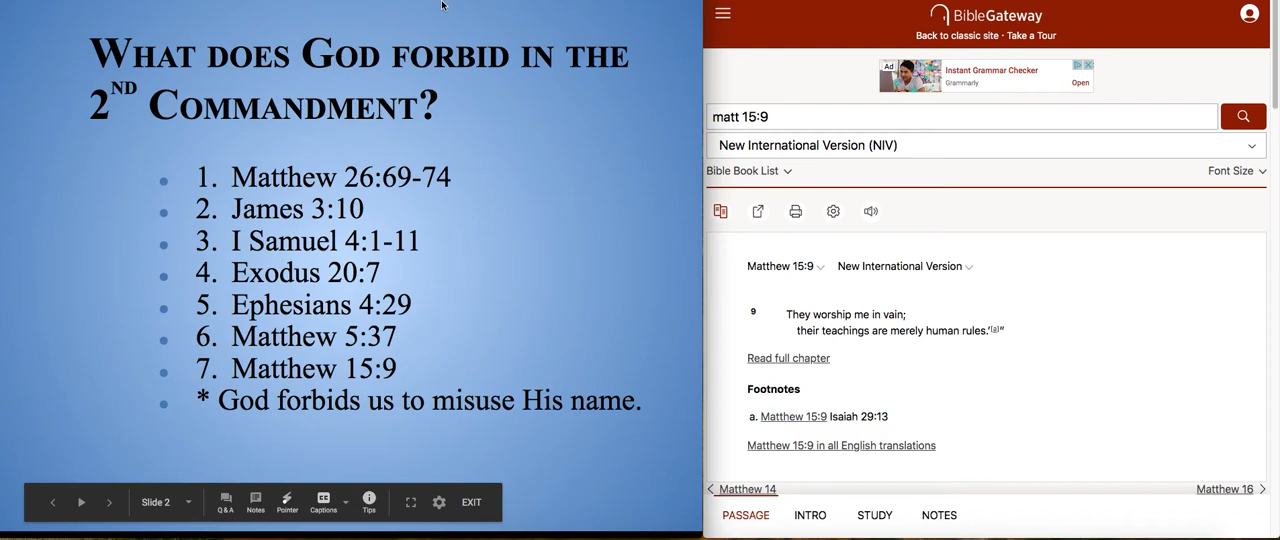 WHAT DOES GOD FORBID IN THE
2ND COMMANDMENT?
1. Matthew 26:69-74
2. James 3:10
3. I Samuel 4:1-11
4. Exodus 20:7
5. Ephesians 4:29
6. Matthew 5:37
7. Matthew 15:9
* God forbids us to misuse His name.
Slide 2
Q & A Notes Pointer Captions Tips EXIT
BibleGateway
Back to classic site · Take a Tour
Ad
Instant Grammar Checker
Grammarly
Open
matt 15:9
New International Version (NIV)
Bible Book List
Font Size
Matthew 15:9 New International Version
9 They worship me in vain;
their teachings are merely human rules.’[a]”
Read full chapter
Footnotes
a. Matthew 15:9 Isaiah 29:13
Matthew 15:9 in all English translations
Matthew 14
Matthew 16
PASSAGE INTRO STUDY NOTES